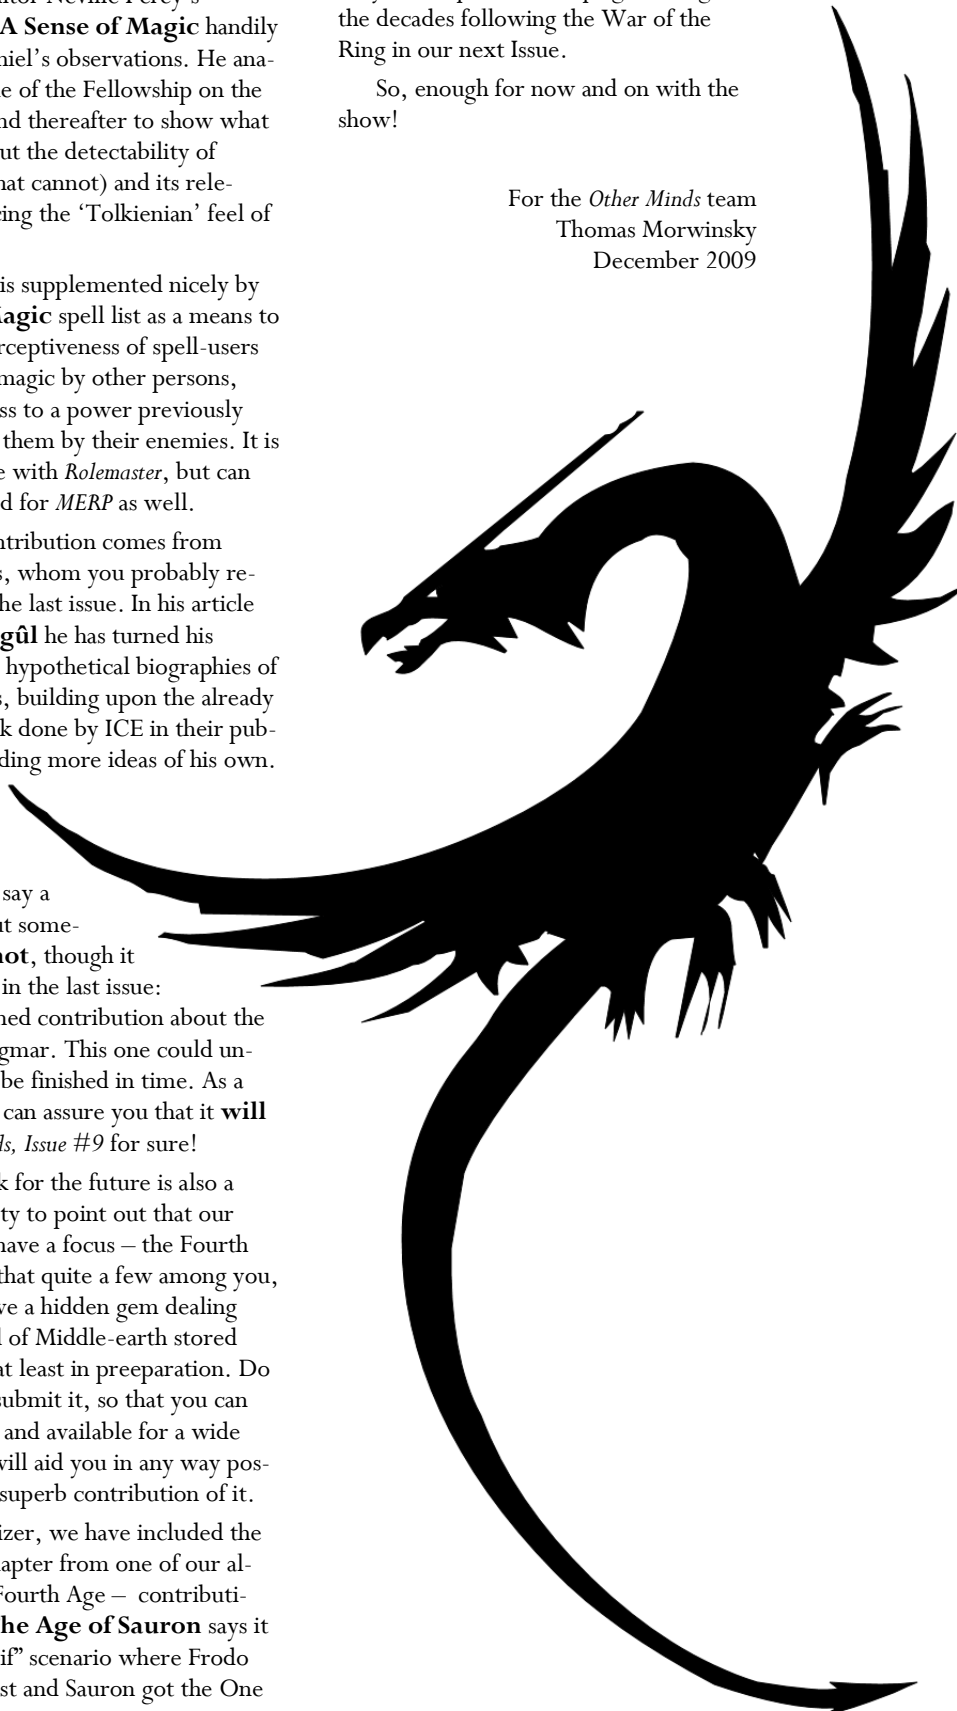 A Sense of Magic handily
niel's observations. He ana-
e of the Fellowship on the
nd thereafter to show what
ut the detectability of
hat cannot) and its rele-
cing the ‘Tolkienian’ feel of
is supplemented nicely by
Magic spell list as a means to
rceptiveness of spell-users
magic by other persons,
ss to a power previously
them by their enemies. It is
e with Rolemaster, but can
d for MERP as well.
ntribution comes from
s, whom you probably re-
he last issue. In his article
gûl he has turned his
hypothetical biographies of
s, building upon the already
k done by ICE in their pub-
ding more ideas of his own.
say a
ut some-
not, though it
in the last issue:
ned contribution about the
gmar. This one could un-
be finished in time. As a
can assure you that it will
ds, Issue #9 for sure!
k for the future is also a
ty to point out that our
have a focus – the Fourth
that quite a few among you,
ve a hidden gem dealing
l of Middle-earth stored
at least in preeparation. Do
submit it, so that you can
and available for a wide
will aid you in any way pos-
superb contribution of it.
izer, we have included the
hapter from one of our al-
Fourth Age – contributi-
he Age of Sauron says it
if” scenario where Frodo
st and Sauron got the One
the decades following the War of the
Ring in our next Issue.
So, enough for now and on with the
show!
For the Other Minds team
Thomas Morwinsky
December 2009